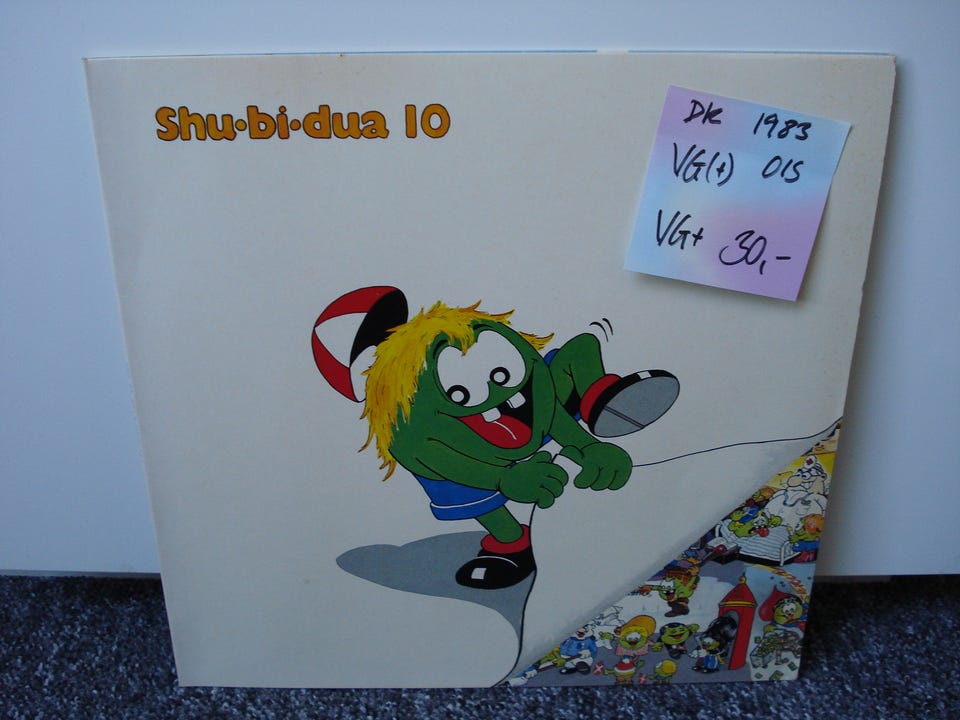 Shu•bi•dua 10
DK 1983
VG(+) OIS
VG+ 30,-